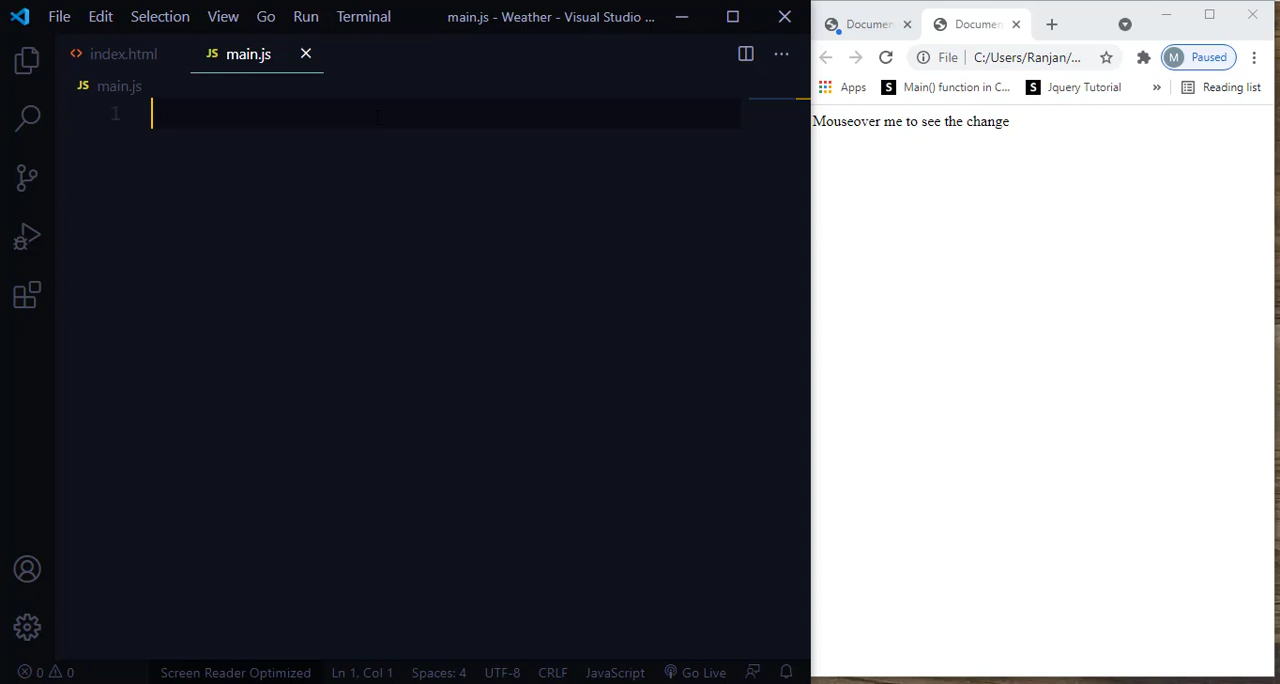 File Edit Selection View Go Run Terminal main.js - Weather - Visual Studio ...
index.html JS main.js
JS main.js
1
0 0 Screen Reader Optimized Ln 1, Col 1 Spaces: 4 UTF-8 CRLF JavaScript Go Live
Documen Documen
File C:/Users/Ranjan/... M Paused
Apps S Main() function in C... S Jquery Tutorial » Reading list
Mouseover me to see the change